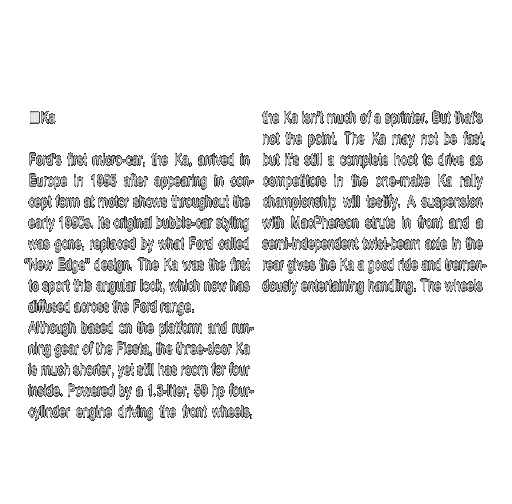 Ka
Ford's first micro-car, the Ka, arrived in
Europe in 1996 after appearing in con-
cept form at motor shows throughout the
early 1990s. Its original bubble-car styling
was gone, replaced by what Ford called
"New Edge" design. The Ka was the first
to sport this angular look, which now has
diffused across the Ford range.
Although based on the platform and run-
ning gear of the Fiesta, the three-door Ka
is much shorter, yet still has room for four
inside. Powered by a 1.3-liter, 59 hp four-
cylinder engine driving the front wheels,
the Ka isn't much of a sprinter. But that's
not the point. The Ka may not be fast,
but it's still a complete hoot to drive as
competitors in the one-make Ka rally
championship will testify. A suspension
with MacPherson struts in front and a
semi-independent twist-beam axle in the
rear gives the Ka a good ride and tremen-
dously entertaining handling. The wheels